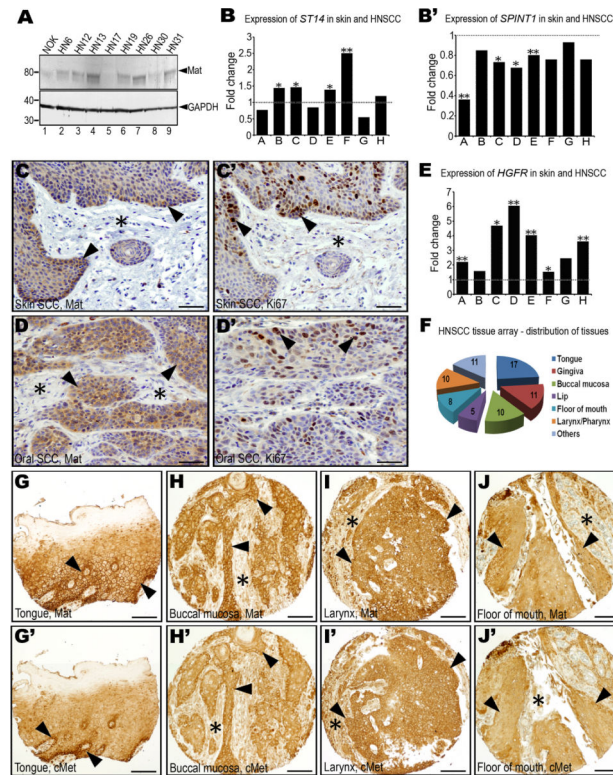 A
NOK HN6 HN12 HN13 HN17 HN19 HN26 HN30 HN31
80
Mat
40
GAPDH
30
1 2 3 4 5 6 7 8 9
B
Expression of ST14 in skin and HNSCC
Fold change
3
2.5
2
1.5
1
0.5
0
* * * **
A B C D E F G H
B'
Expression of SPINT1 in skin and HNSCC
Fold change
1
0.75
0.5
0.25
0
** * * ** *
A B C D E F G H
C
*
Skin SCC, Mat
C'
*
Skin SCC, Ki67
E
Expression of HGFR in skin and HNSCC
Fold change
7
6
5
4
3
2
1
0
** * ** ** * **
A B C D E F G H
D
* *
Oral SCC, Mat
D'
*
Oral SCC, Ki67
F
HNSCC tissue array - distribution of tissues
11 17 10 11 8 5 10
Tongue
Gingiva
Buccal mucosa
Lip
Floor of mouth
Larynx/Pharynx
Others
G
Tongue, Mat
H
*
Buccal mucosa, Mat
I
*
Larynx, Mat
J
*
Floor of mouth, Mat
G'
Tongue, cMet
H'
*
Buccal mucosa, cMet
I'
*
Larynx, cMet
J'
*
Floor of mouth, cMet